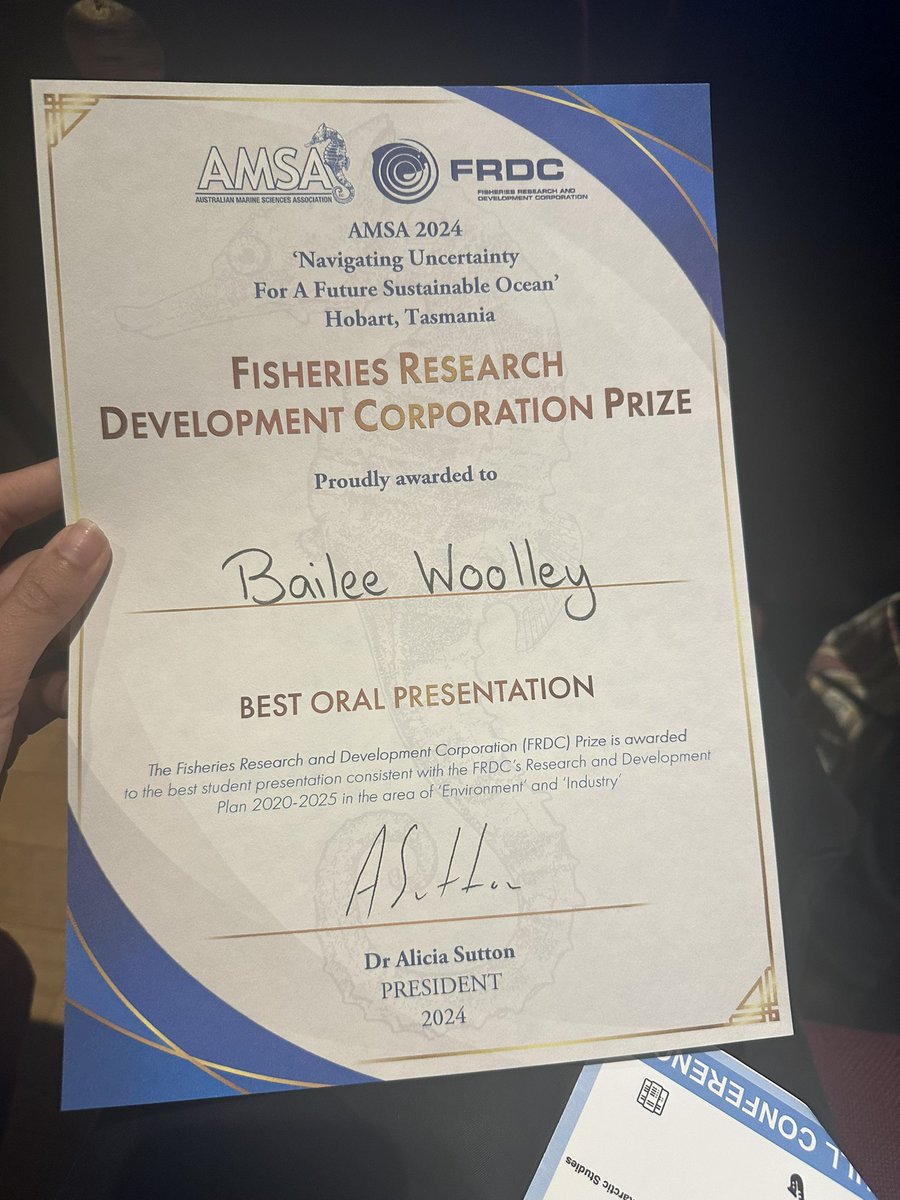 AMSA
AUSTRALIAN MARINE SCIENCES ASSOCIATION
FRDC
FISHERIES RESEARCH AND
DEVELOPMENT CORPORATION
AMSA 2024
‘Navigating Uncertainty
For A Future Sustainable Ocean’
Hobart, Tasmania
FISHERIES RESEARCH
DEVELOPMENT CORPORATION PRIZE
Proudly awarded to
Bailee Woolley
BEST ORAL PRESENTATION
The Fisheries Research and Development Corporation (FRDC) Prize is awarded
to the best student presentation consistent with the FRDC’s Research and Development
Plan 2020-2025 in the area of ‘Environment’ and ‘Industry’
Dr Alicia Sutton
PRESIDENT
2024
Studies